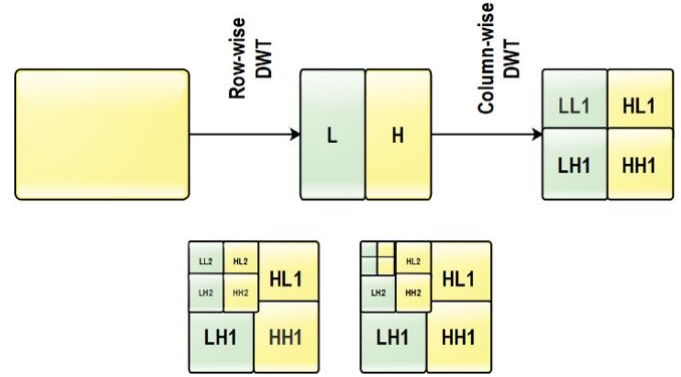 Row-wise
DWT
Column-wise
DWT
L
H
LL1
HL1
LH1
HH1
LL2
HL2
LH2
HH2
HL1
LH1
HH1
HL2
LH2
HH2
HL1
LH1
HH1